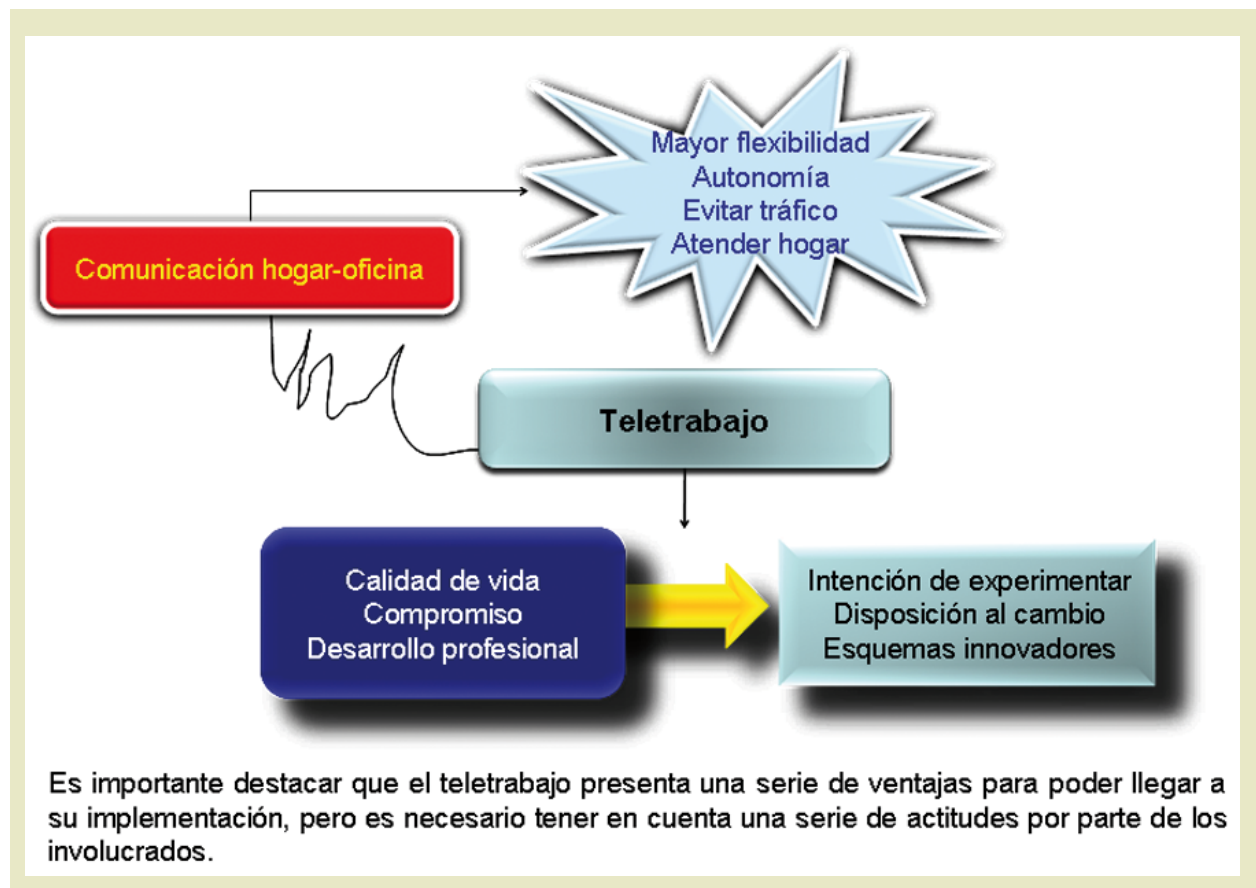 Mayor flexibilidad
Autonomía
Evitar tráfico
Atender hogar
Comunicación hogar-oficina
Teletrabajo
Calidad de vida
Compromiso
Desarrollo profesional
Intención de experimentar
Disposición al cambio
Esquemas innovadores
Es importante destacar que el teletrabajo presenta una serie de ventajas para poder llegar a
su implementación, pero es necesario tener en cuenta una serie de actitudes por parte de los
involucrados.